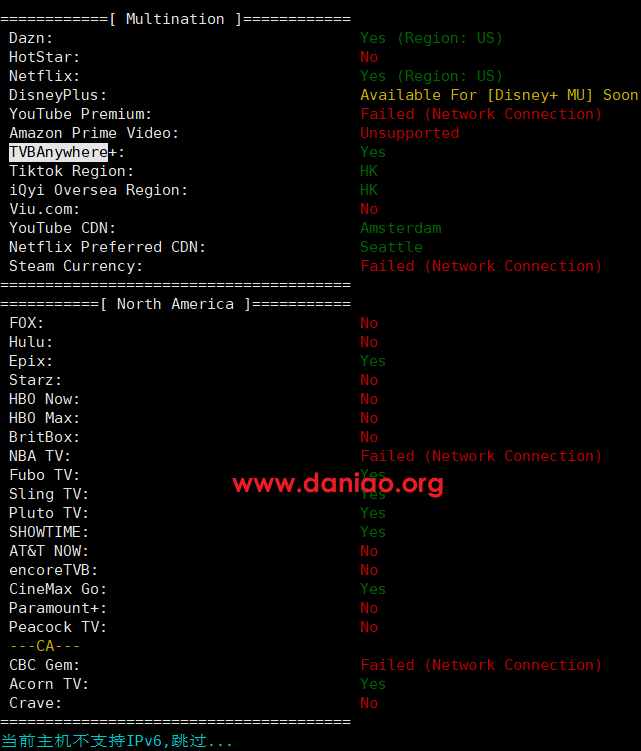 ============[ Multination ]============
Dazn: Yes (Region: US)
HotStar: No
Netflix: Yes (Region: US)
DisneyPlus: Available For [Disney+ MU] Soon
YouTube Premium: Failed (Network Connection)
Amazon Prime Video: Unsupported
TVBAnywhere+: Yes
Tiktok Region: HK
iQyi Oversea Region: HK
Viu.com: No
YouTube CDN: Amsterdam
Netflix Preferred CDN: Seattle
Steam Currency: Failed (Network Connection)
=======================================
===========[ North America ]===========
FOX: No
Hulu: No
Epix: Yes
Starz: No
HBO Now: No
HBO Max: No
BritBox: No
NBA TV: Failed (Network Connection)
Fubo TV: Yes
www.daniao.org
Sling TV: Yes
Pluto TV: Yes
SHOWTIME: Yes
AT&T NOW: No
encoreTVB: No
CineMax Go: Yes
Paramount+: No
Peacock TV: No
---CA---
CBC Gem: Failed (Network Connection)
Acorn TV: Yes
Crave: No
=======================================
当前主机不支持IPv6,跳过...